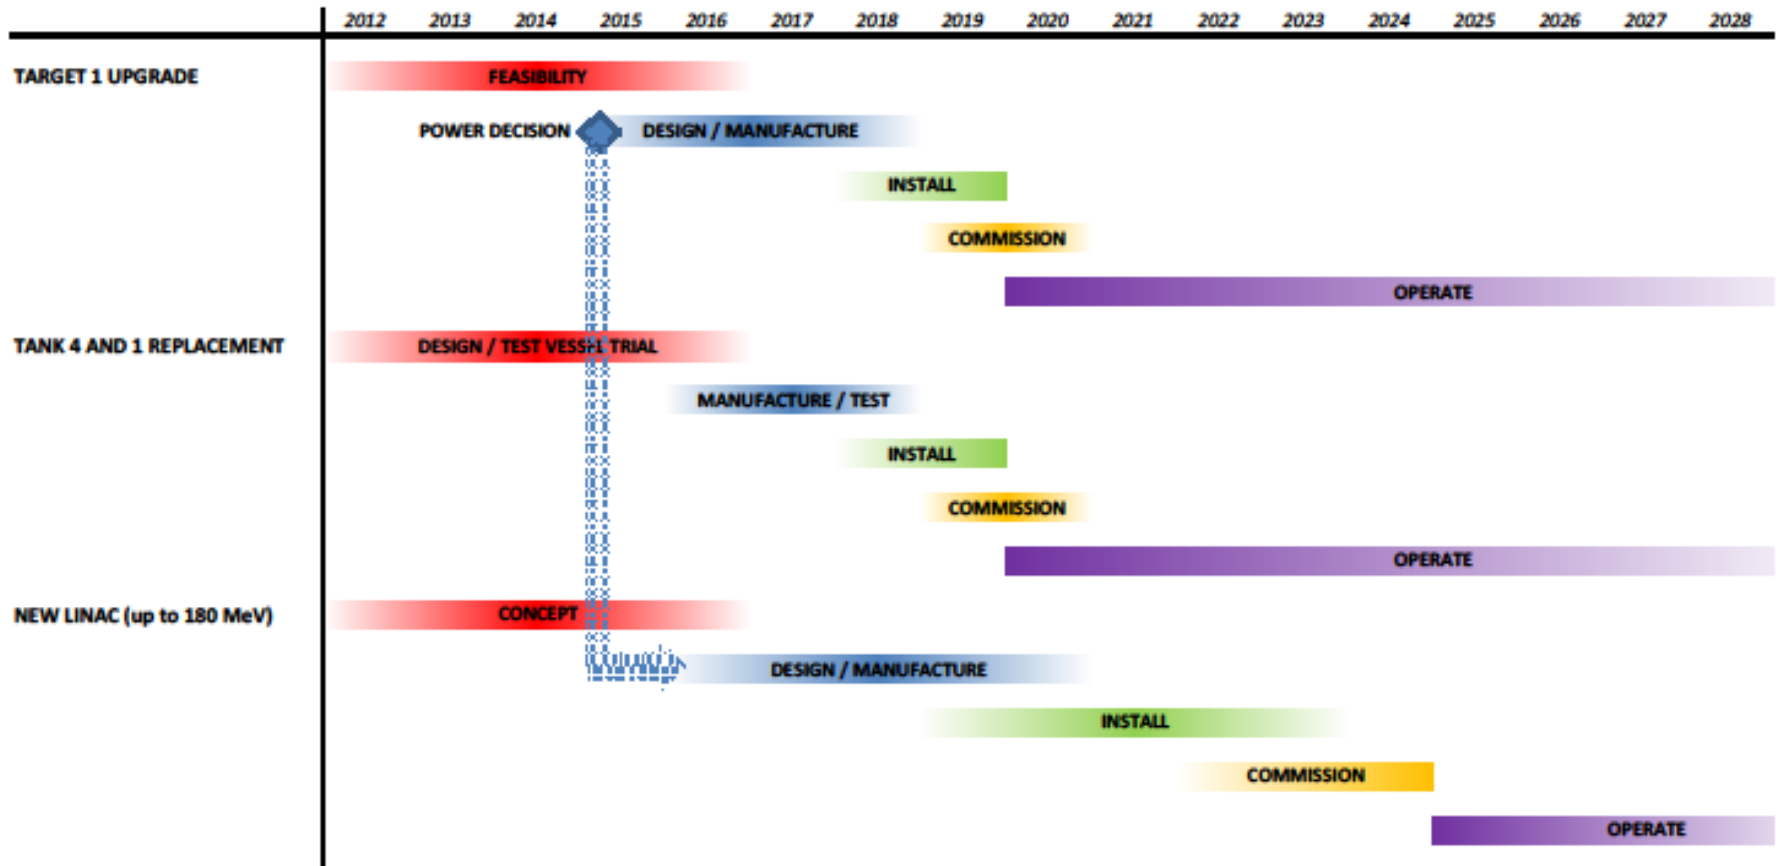 2012 2013 2014 2015 2016 2017 2018 2019 2020 2021 2022 2023 2024 2025 2026 2027 2028
TARGET 1 UPGRADE FEASIBILITY
POWER DECISION DESIGN / MANUFACTURE
INSTALL
COMMISSION
OPERATE
TANK 4 AND 1 REPLACEMENT DESIGN / TEST VESSEL TRIAL
MANUFACTURE / TEST
INSTALL
COMMISSION
OPERATE
NEW LINAC (up to 180 MeV) CONCEPT
DESIGN / MANUFACTURE
INSTALL
COMMISSION
OPERATE